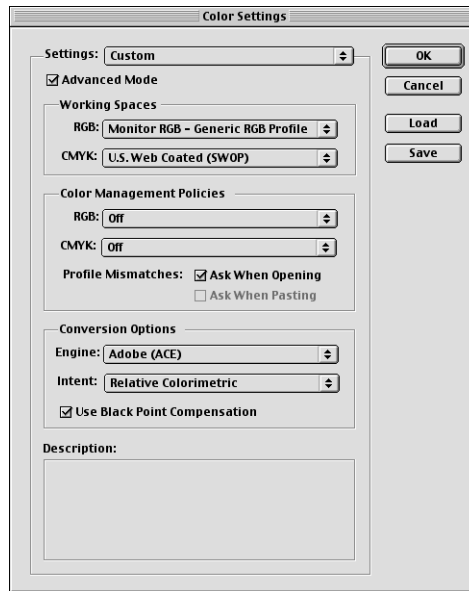 Color Settings
Settings: Custom
OK
Advanced Mode
Cancel
Working Spaces
RGB: Monitor RGB - Generic RGB Profile
Load
CMYK: U.S. Web Coated (SWOP)
Save
Color Management Policies
RGB: Off
CMYK: Off
Profile Mismatches: Ask When Opening
Ask When Pasting
Conversion Options
Engine: Adobe (ACE)
Intent: Relative Colorimetric
Use Black Point Compensation
Description: